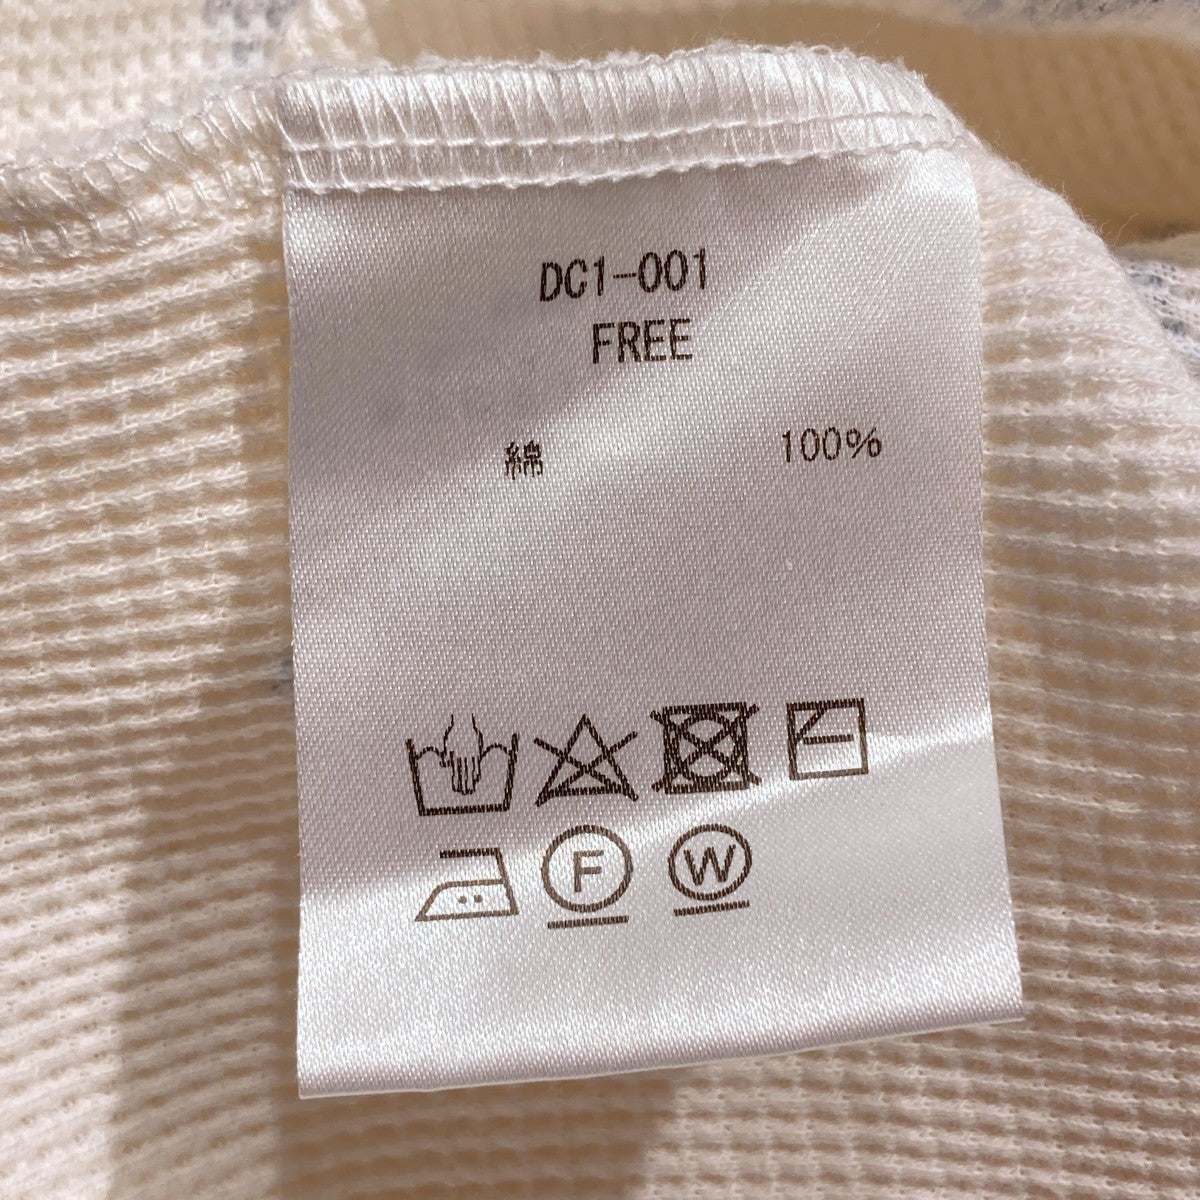 DC1-001
FREE
綿 100%
F W